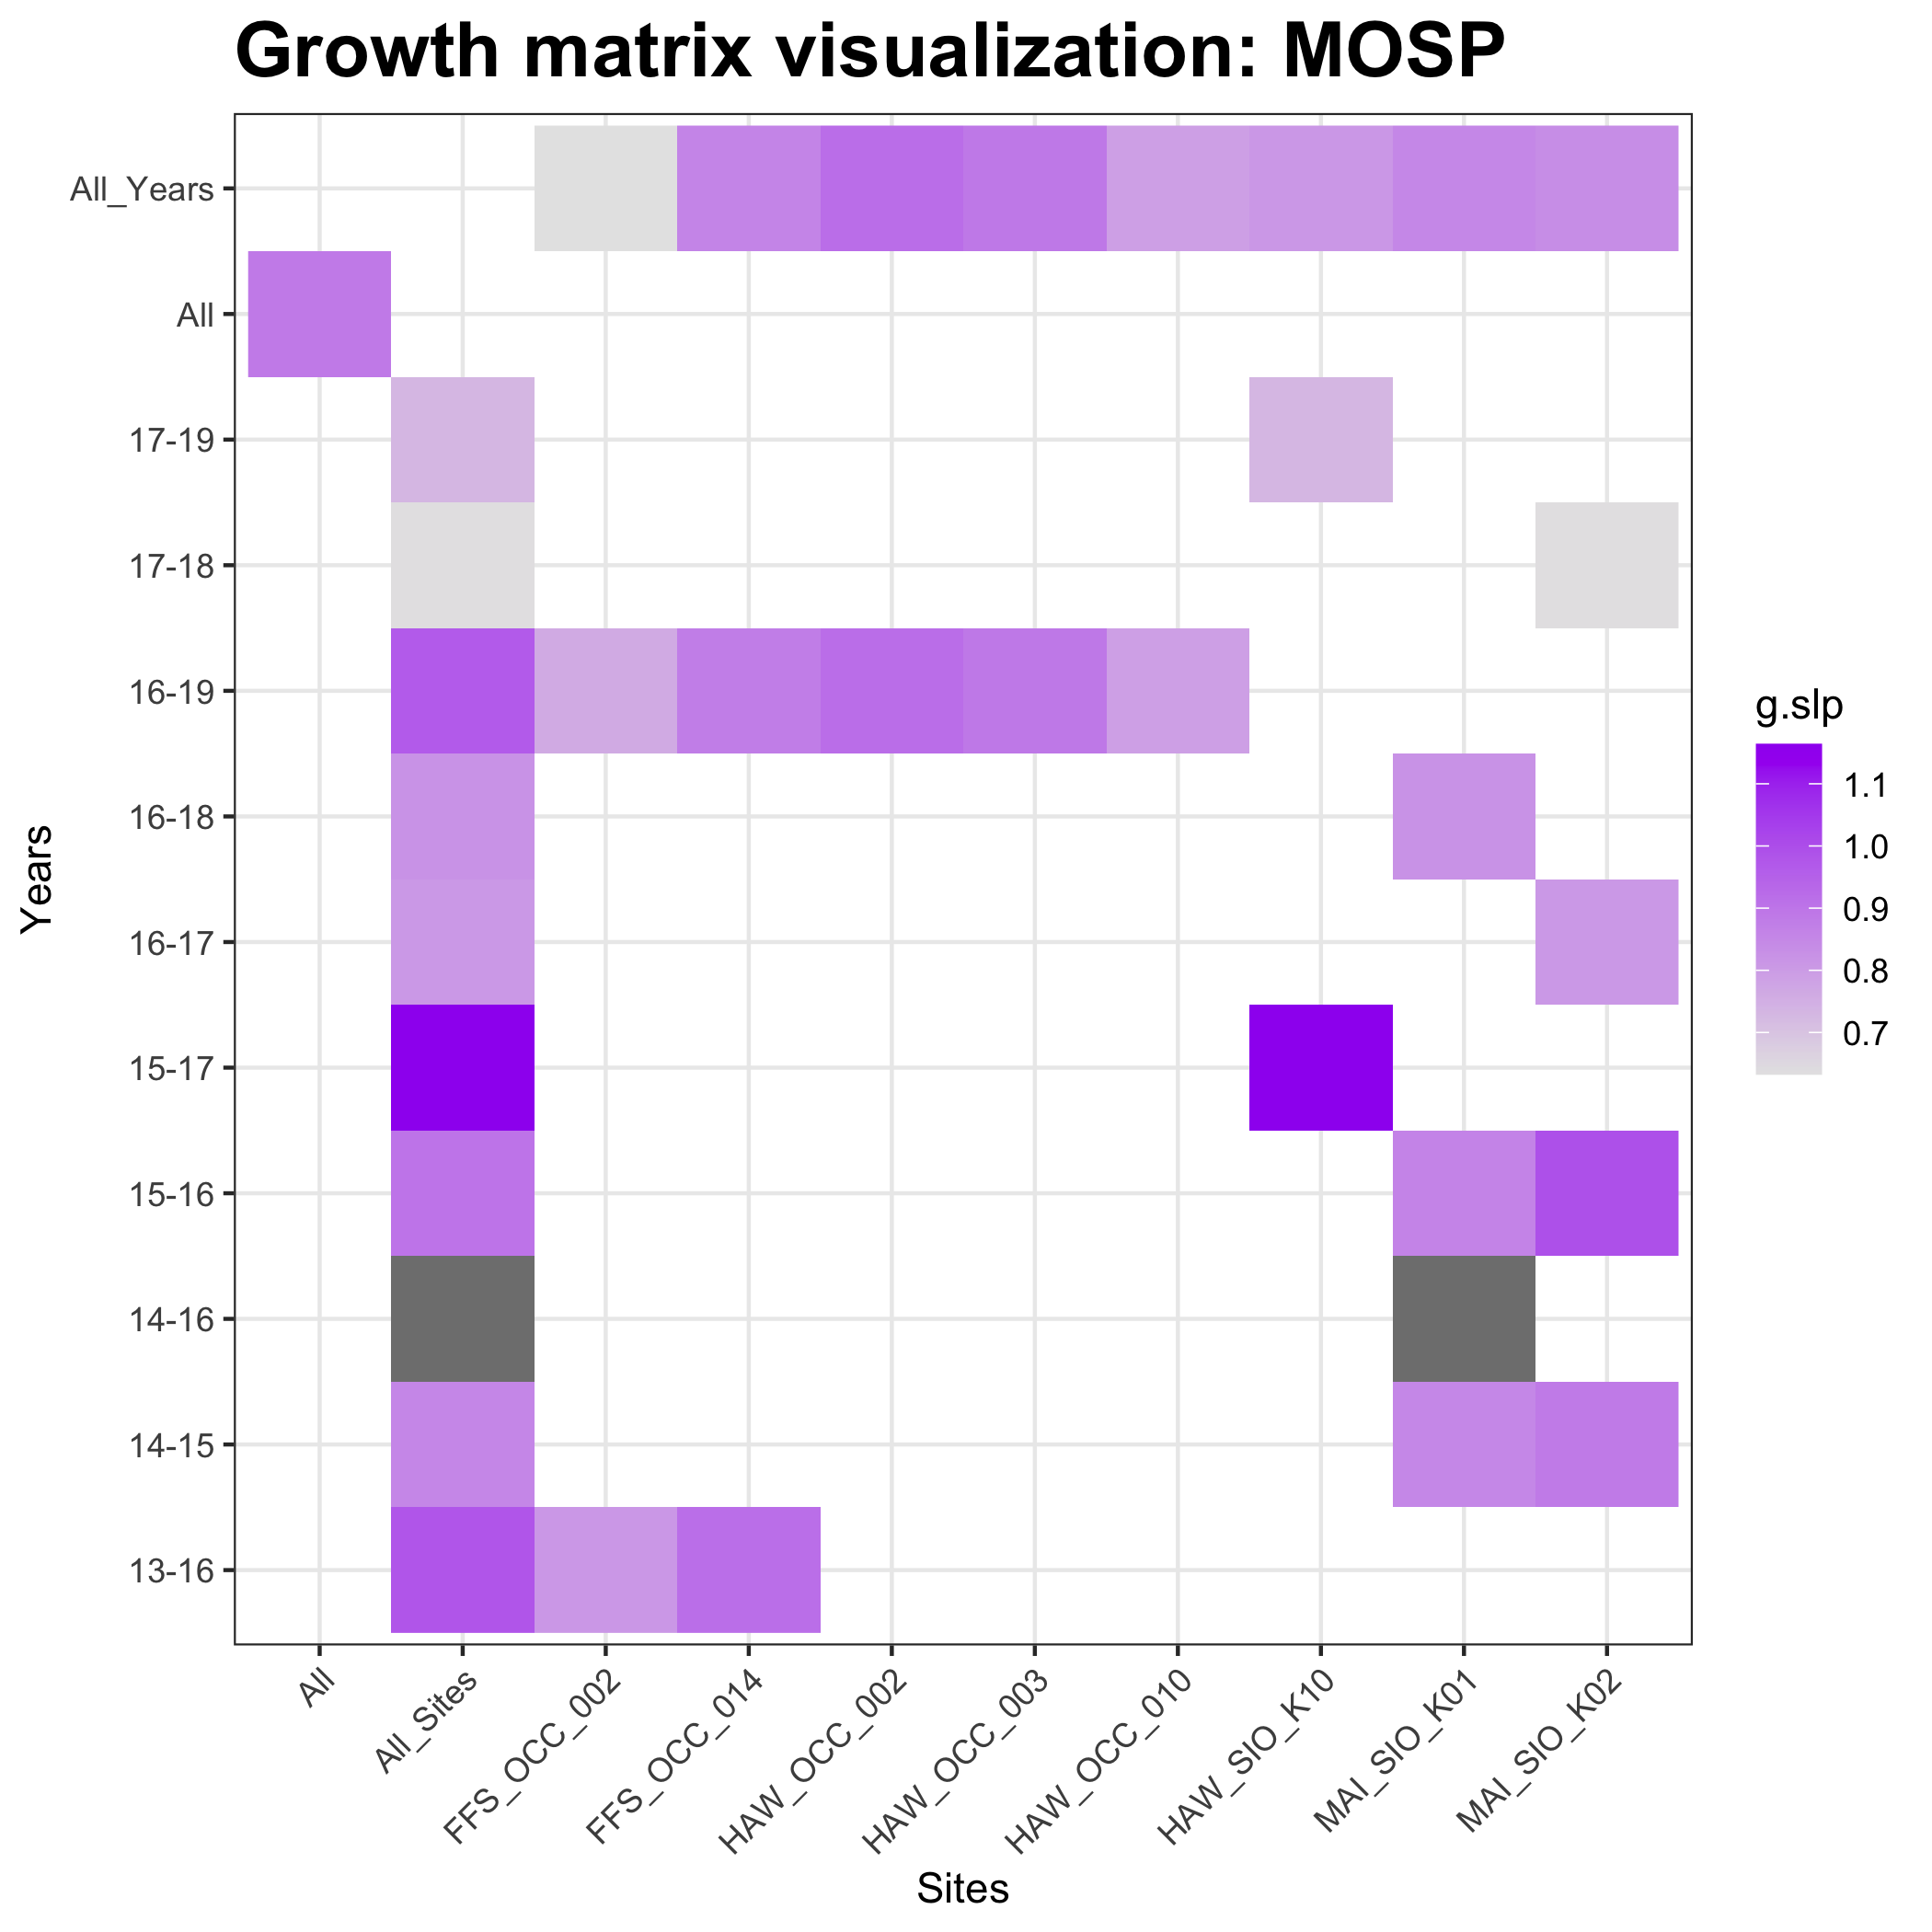 Growth matrix visualization: MOSP
All_Years
All
17-19
17-18
16-19
16-18
16-17
15-17
15-16
14-16
14-15
13-16
Years
g.slp
1.1
1.0
0.9
0.8
0.7
All
All_Sites
FFS_OCC_002
FFS_OCC_014
HAW_OCC_002
HAW_OCC_003
HAW_OCC_010
HAW_SIO_K10
MAI_SIO_K01
MAI_SIO_K02
Sites